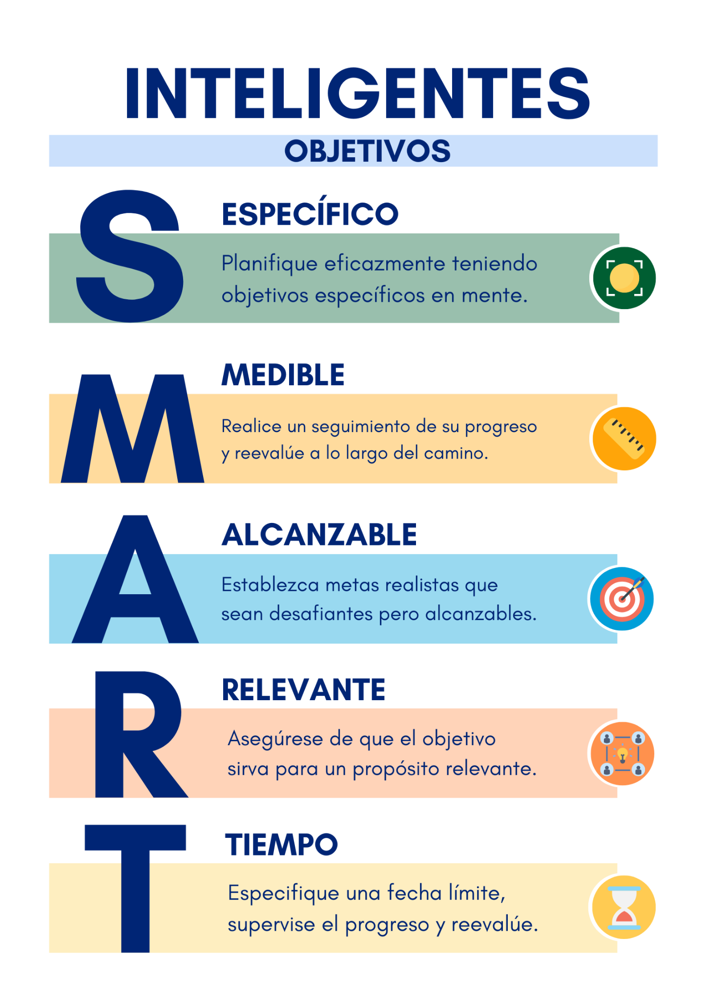 INTELIGENTES
OBJETIVOS
S
ESPECÍFICO
Planifique eficazmente teniendo
objetivos específicos en mente.
M
MEDIBLE
Realice un seguimiento de su progreso
y reevalúe a lo largo del camino.
A
ALCANZABLE
Establezca metas realistas que
sean desafiantes pero alcanzables.
R
RELEVANTE
Asegúrese de que el objetivo
sirva para un propósito relevante.
T
TIEMPO
Especifique una fecha límite,
supervise el progreso y reevalúe.